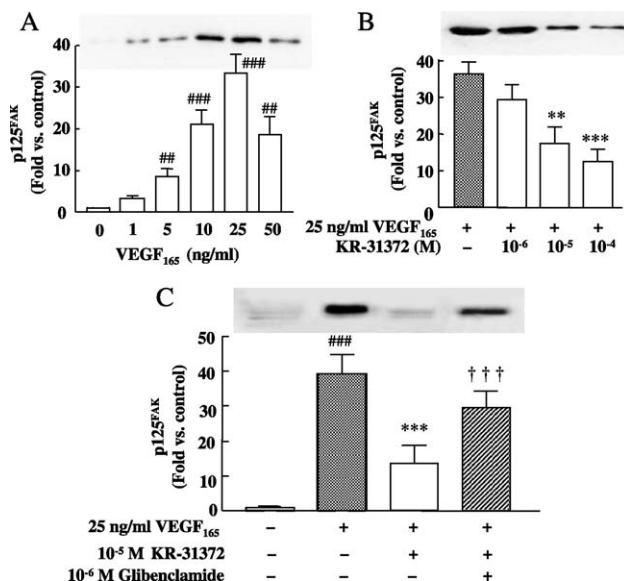 A
p125FAK
(Fold vs. control)
40
30
20
10
0
##
###
###
##
0 1 5 10 25 50
VEGF165 (ng/ml)
B
p125FAK
(Fold vs. control)
40
30
20
10
0
**
***
25 ng/ml VEGF165 + + + +
KR-31372 (M) – 10-6 10-5 10-4
C
p125FAK
(Fold vs. control)
50
40
30
20
10
0
###
***
†††
25 ng/ml VEGF165 – + + +
10-5 M KR-31372 – – + +
10-6 M Glibenclamide – – – +